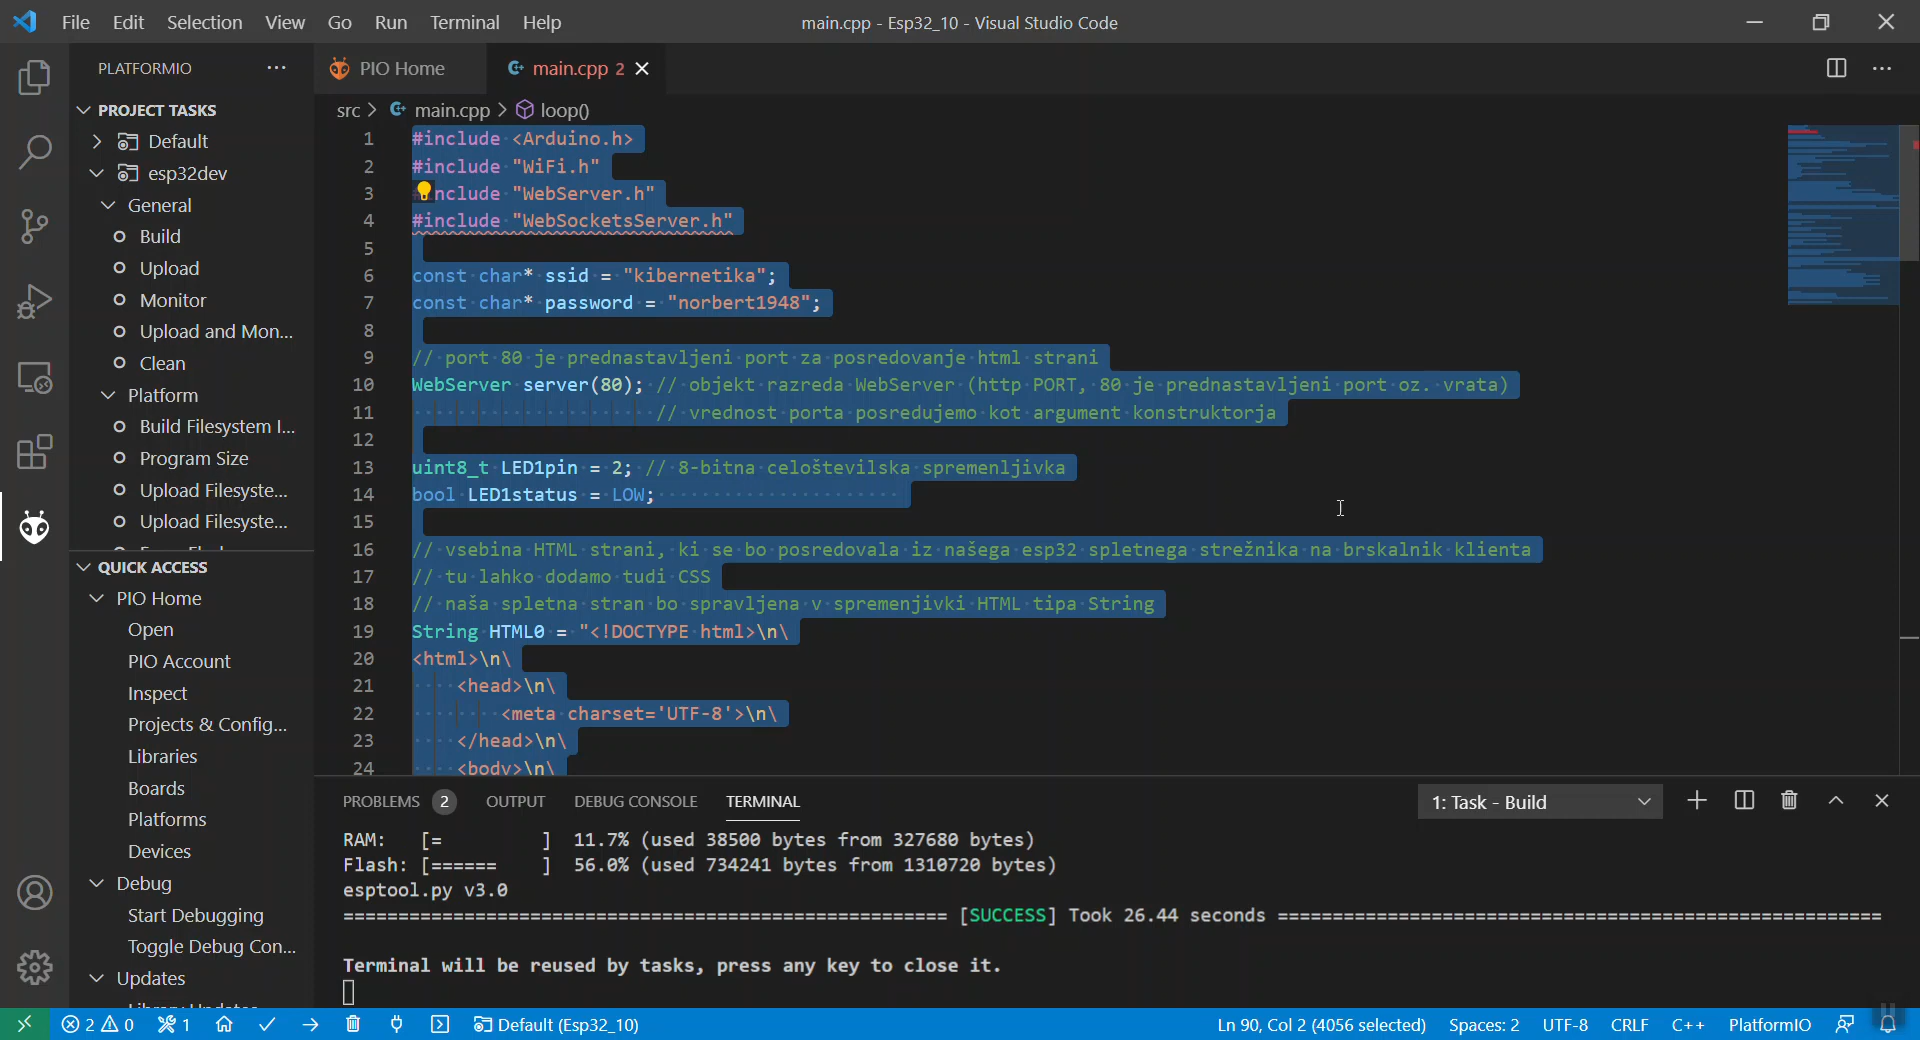 File Edit Selection View Go Run Terminal Help
main.cpp - Esp32_10 - Visual Studio Code
PLATFORMIO
PROJECT TASKS
Default
esp32dev
General
Build
Upload
Monitor
Upload and Mon...
Clean
Platform
Build Filesystem I...
Program Size
Upload Filesyste...
Upload Filesyste...
QUICK ACCESS
PIO Home
Open
PIO Account
Inspect
Projects & Config...
Libraries
Boards
Platforms
Devices
Debug
Start Debugging
Toggle Debug Con...
Updates
PIO Home main.cpp 2
src > main.cpp > loop()
1 #include <Arduino.h>
2 #include "WiFi.h"
3 #include "WebServer.h"
4 #include "WebSocketsServer.h"
5
6 const char* ssid = "kibernetika";
7 const char* password = "norbert1948";
8
9 // port 80 je prednastavljeni port za posredovanje html strani
10 WebServer server(80); // objekt razreda WebServer (http PORT, 80 je prednastavljeni port oz. vrata)
11 // vrednost porta posredujemo kot argument konstruktorja
12
13 uint8_t LED1pin = 2; // 8-bitna celoštevilska spremenljivka
14 bool LED1status = LOW;
15
16 // vsebina HTML strani, ki se bo posredovala iz našega esp32 spletnega strežnika na brskalnik klienta
17 // tu lahko dodamo tudi CSS
18 // naša spletna stran bo spravljena v spremenjivki HTML tipa String
19 String HTML0 = "<!DOCTYPE html>\n\
20 <html>\n\
21 <head>\n\
22 <meta charset='UTF-8'>\n\
23 </head>\n\
24 <body>\n\
PROBLEMS 2 OUTPUT DEBUG CONSOLE TERMINAL 1: Task - Build
RAM: [= ] 11.7% (used 38500 bytes from 327680 bytes)
Flash: [====== ] 56.0% (used 734241 bytes from 1310720 bytes)
esptool.py v3.0
======================================================= [SUCCESS] Took 26.44 seconds =======================================================
Terminal will be reused by tasks, press any key to close it.
2 0 1 Default (Esp32_10) Ln 90, Col 2 (4056 selected) Spaces: 2 UTF-8 CRLF C++ PlatformIO